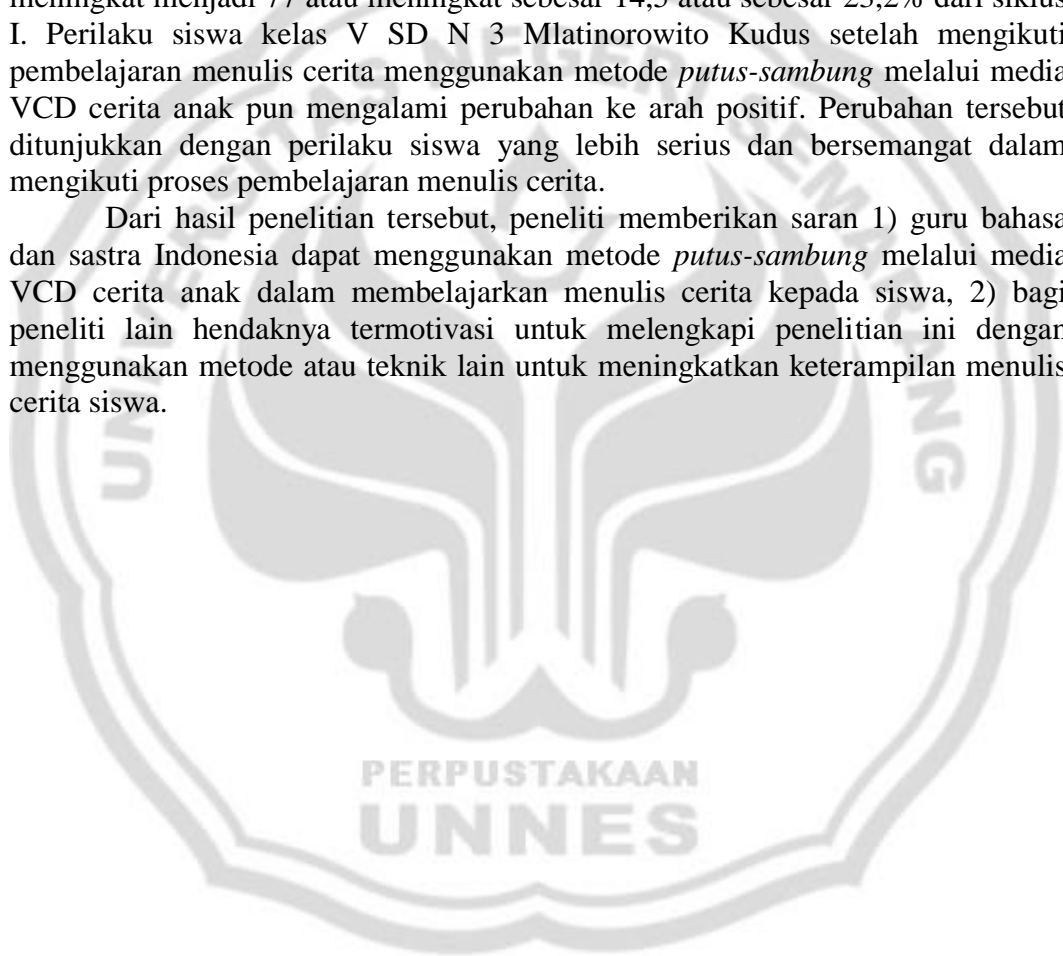 meningkat menjadi 77 atau meningkat sebesar 14,5 atau sebesar 23,2% dari siklus
I. Perilaku siswa kelas V SD N 3 Mlatinorowito Kudus setelah mengikuti
pembelajaran menulis cerita menggunakan metode putus-sambung melalui media
VCD cerita anak pun mengalami perubahan ke arah positif. Perubahan tersebut
ditunjukkan dengan perilaku siswa yang lebih serius dan bersemangat dalam
mengikuti proses pembelajaran menulis cerita.
Dari hasil penelitian tersebut, peneliti memberikan saran 1) guru bahasa
dan sastra Indonesia dapat menggunakan metode putus-sambung melalui media
VCD cerita anak dalam membelajarkan menulis cerita kepada siswa, 2) bagi
peneliti lain hendaknya termotivasi untuk melengkapi penelitian ini dengan
menggunakan metode atau teknik lain untuk meningkatkan keterampilan menulis
cerita siswa.
UNIVERSITAS NEGERI SEMARANG
PERPUSTAKAAN
UNNES